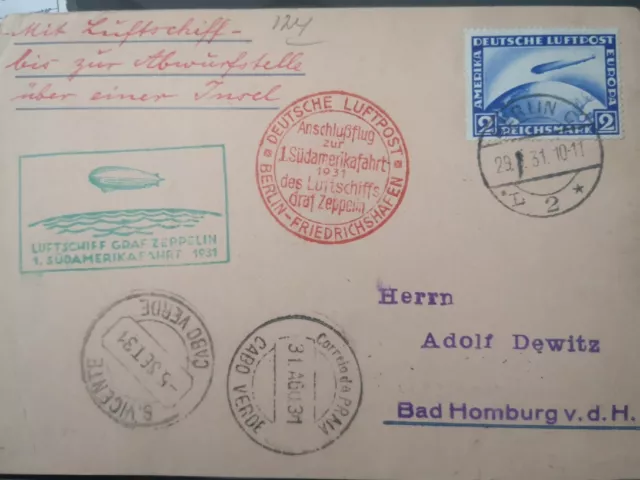 Mit Luftschiff-
bis zur Abwurfstelle
über einer Insel
124
DEUTSCHE LUFTPOST
AMERIKA
EUROPA
2 REICHSMARK 2
BERLIN C
29. 31. 10-11
* L 2 *
DEUTSCHE LUFTPOST
Anschlußflug
zur
1. Südamerikafahrt
1931
des Luftschiffs
Graf Zeppelin
BERLIN-FRIEDRICHSHAFEN
LUFTSCHIFF GRAF ZEPPELIN
1. SÜDAMERIKAFAHRT 1931
Herrn
Adolf Dewitz
Bad Homburg v.d.H.
CABO VERDE
-5. SET 31
S. VICENTE
Correio da PRAIA
31 AGO 31
CABO VERDE